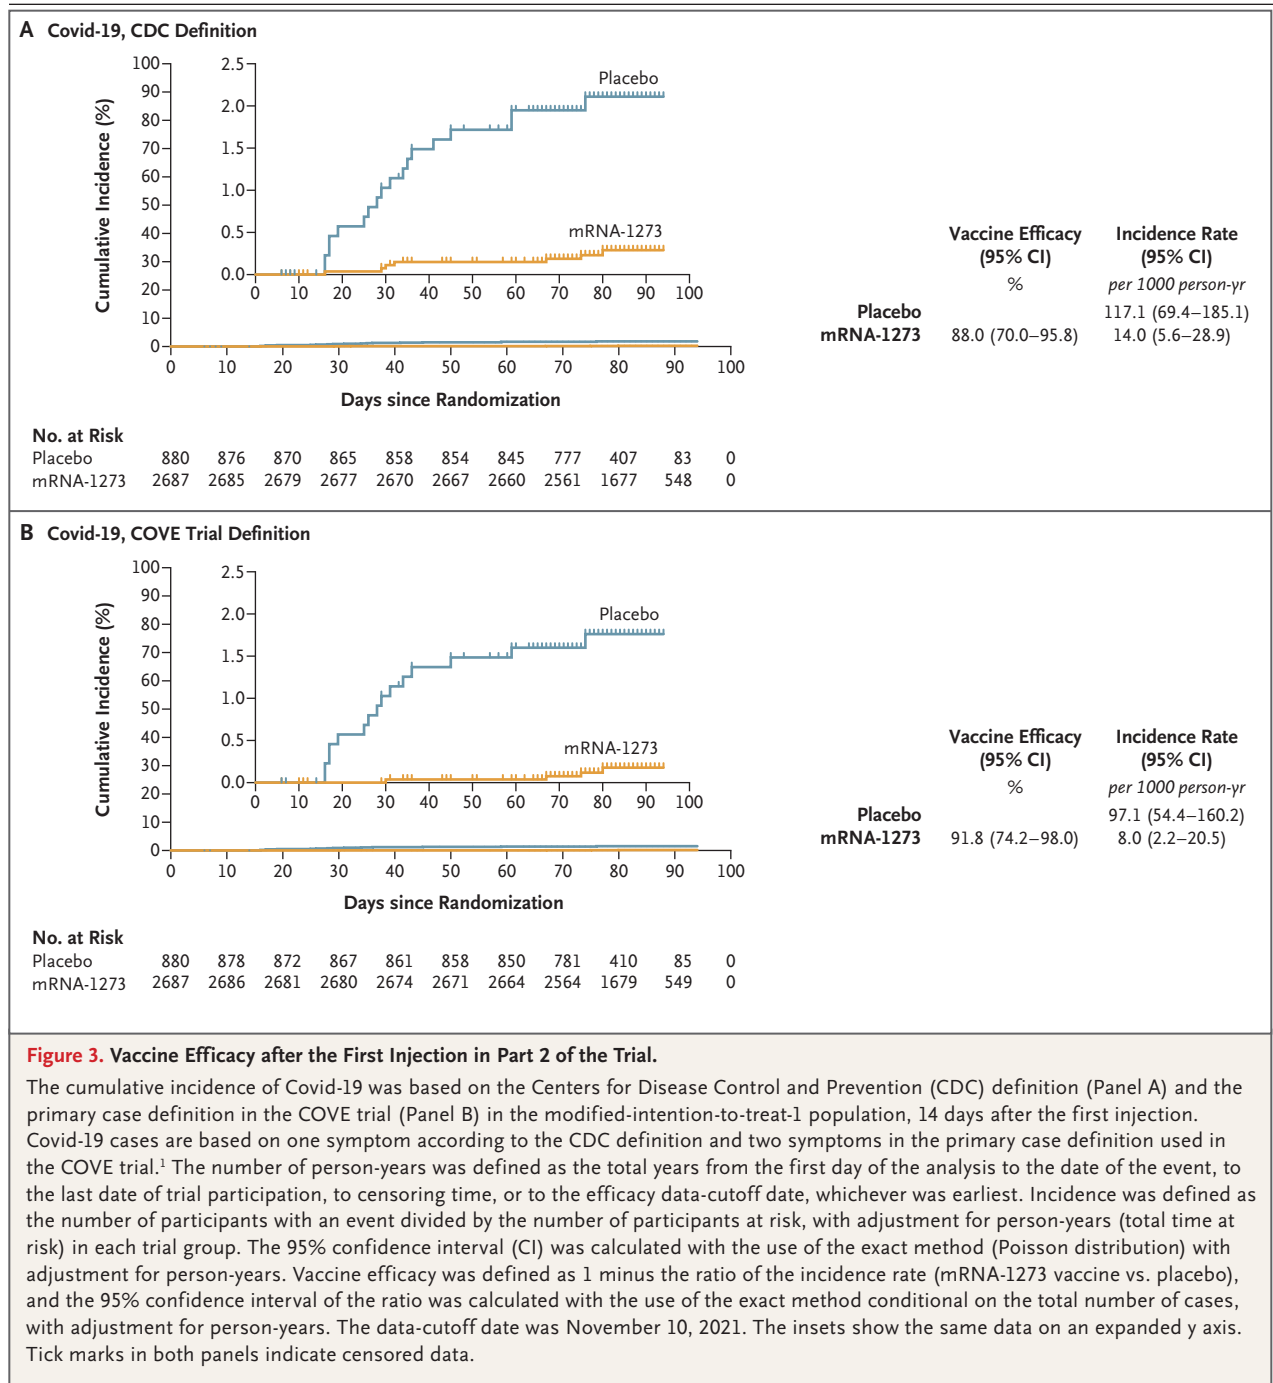 A Covid-19, CDC Definition
100
90
80
70
60
50
40
30
20
10
0
Cumulative Incidence (%)
2.5
2.0
1.5
1.0
0.5
0.0
Placebo
mRNA-1273
0 10 20 30 40 50 60 70 80 90 100
0 10 20 30 40 50 60 70 80 90 100
Days since Randomization
Vaccine Efficacy (95% CI) Incidence Rate (95% CI)
% per 1000 person-yr
Placebo 117.1 (69.4–185.1)
mRNA-1273 88.0 (70.0–95.8) 14.0 (5.6–28.9)
No. at Risk
Placebo 880 876 870 865 858 854 845 777 407 83 0
mRNA-1273 2687 2685 2679 2677 2670 2667 2660 2561 1677 548 0
B Covid-19, COVE Trial Definition
100
90
80
70
60
50
40
30
20
10
0
Cumulative Incidence (%)
2.5
2.0
1.5
1.0
0.5
0.0
Placebo
mRNA-1273
0 10 20 30 40 50 60 70 80 90 100
0 10 20 30 40 50 60 70 80 90 100
Days since Randomization
Vaccine Efficacy (95% CI) Incidence Rate (95% CI)
% per 1000 person-yr
Placebo 97.1 (54.4–160.2)
mRNA-1273 91.8 (74.2–98.0) 8.0 (2.2–20.5)
No. at Risk
Placebo 880 878 872 867 861 858 850 781 410 85 0
mRNA-1273 2687 2686 2681 2680 2674 2671 2664 2564 1679 549 0
Figure 3. Vaccine Efficacy after the First Injection in Part 2 of the Trial.
The cumulative incidence of Covid-19 was based on the Centers for Disease Control and Prevention (CDC) definition (Panel A) and the
primary case definition in the COVE trial (Panel B) in the modified-intention-to-treat-1 population, 14 days after the first injection.
Covid-19 cases are based on one symptom according to the CDC definition and two symptoms in the primary case definition used in
the COVE trial.¹ The number of person-years was defined as the total years from the first day of the analysis to the date of the event, to
the last date of trial participation, to censoring time, or to the efficacy data-cutoff date, whichever was earliest. Incidence was defined as
the number of participants with an event divided by the number of participants at risk, with adjustment for person-years (total time at
risk) in each trial group. The 95% confidence interval (CI) was calculated with the use of the exact method (Poisson distribution) with
adjustment for person-years. Vaccine efficacy was defined as 1 minus the ratio of the incidence rate (mRNA-1273 vaccine vs. placebo),
and the 95% confidence interval of the ratio was calculated with the use of the exact method conditional on the total number of cases,
with adjustment for person-years. The data-cutoff date was November 10, 2021. The insets show the same data on an expanded y axis.
Tick marks in both panels indicate censored data.